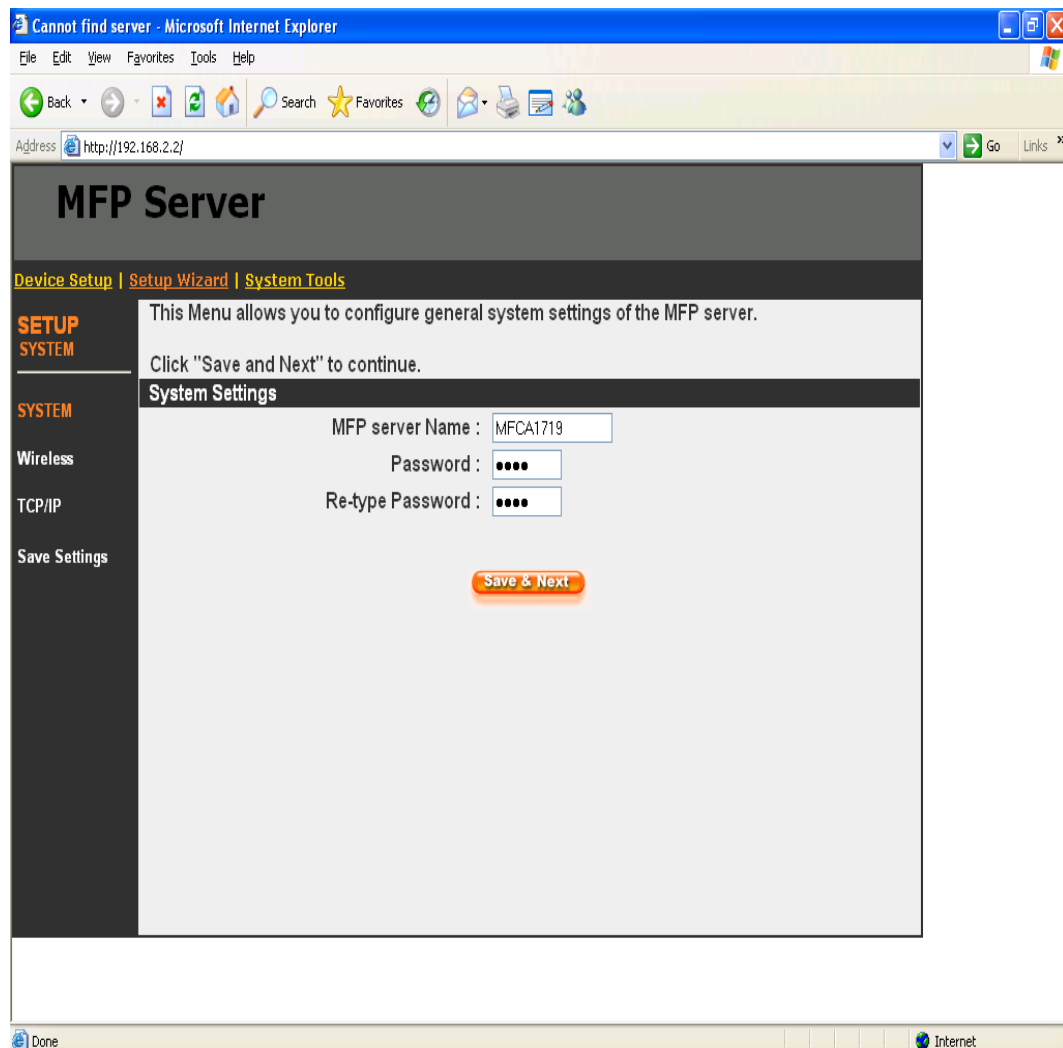 Cannot find server - Microsoft Internet Explorer
File Edit View Favorites Tools Help
Back Search Favorites
Address http://192.168.2.2/ Go Links »
MFP Server
Device Setup | Setup Wizard | System Tools
SETUP
SYSTEM
SYSTEM
Wireless
TCP/IP
Save Settings
This Menu allows you to configure general system settings of the MFP server.
Click "Save and Next" to continue.
System Settings
MFP server Name : MFCA1719
Password : ••••
Re-type Password : ••••
Save & Next
Done Internet